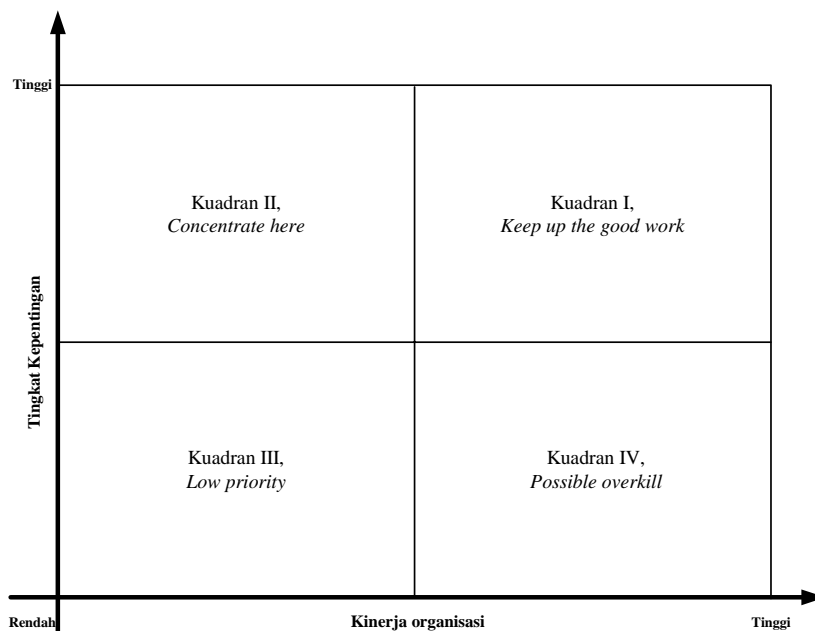 Tinggi
Kuadran II,
Concentrate here
Kuadran I,
Keep up the good work
Tingkat Kepentingan
Kuadran III,
Low priority
Kuadran IV,
Possible overkill
Rendah
Kinerja organisasi
Tinggi